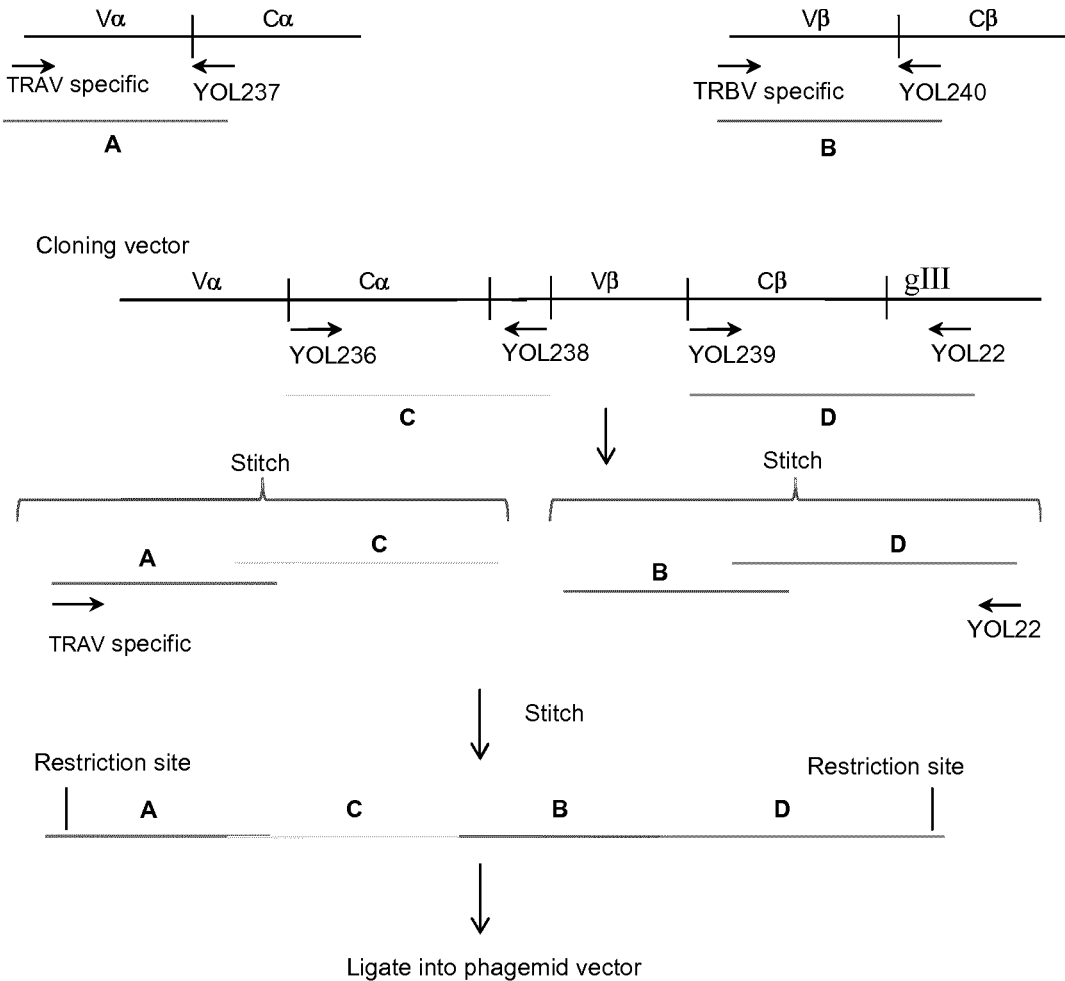 Vα Cα Vβ Cβ
TRAV specific YOL237 TRBV specific YOL240
A B
Cloning vector
Vα Cα Vβ Cβ gIII
YOL236 YOL238 YOL239 YOL22
C D
Stitch Stitch
A C B D
TRAV specific YOL22
Stitch
Restriction site Restriction site
A C B D
Ligate into phagemid vector